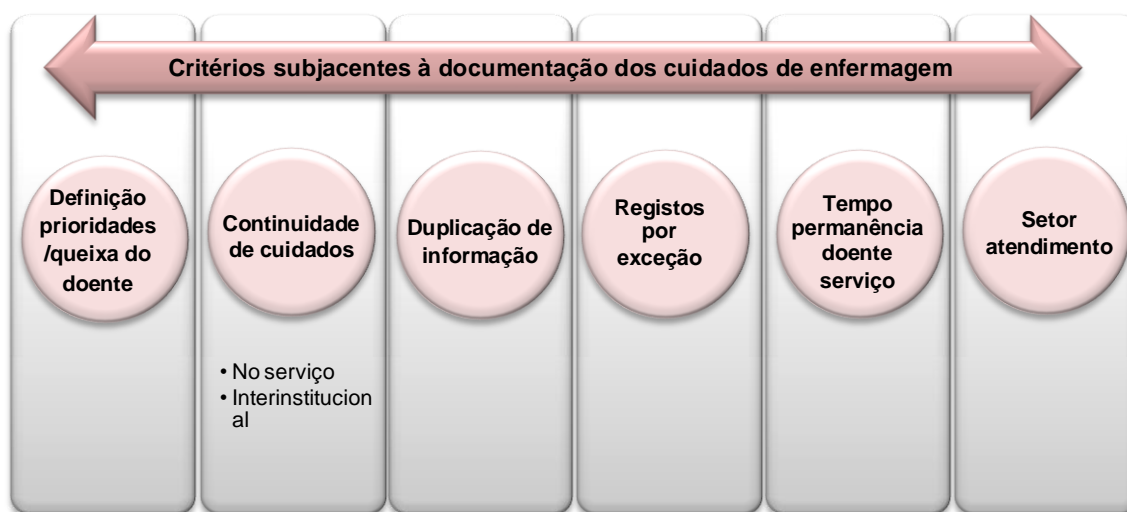 Critérios subjacentes à documentação dos cuidados de enfermagem
Definição
prioridades
/queixa do
doente
Continuidade
de cuidados
• No serviço
• Interinstitucion
al
Duplicação de
informação
Registos
por
exceção
Tempo
permanência
doente
serviço
Setor
atendimento